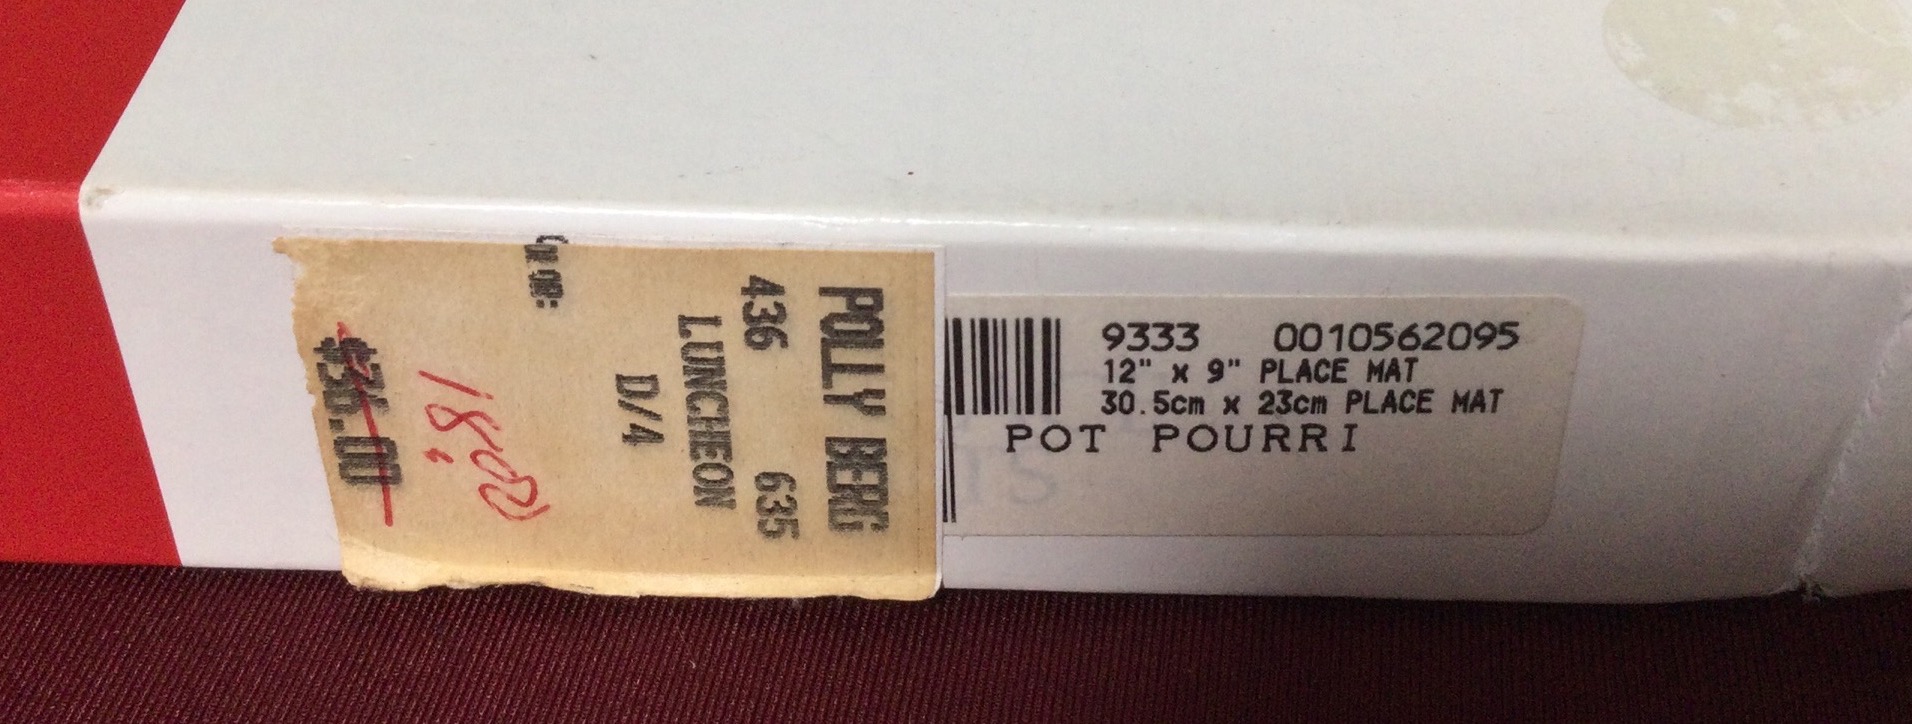 POLLY BERG
436 635
LUNCHEON
D/4
18.00
$36.00
9333 0010562095
12" x 9" PLACE MAT
30.5cm x 23cm PLACE MAT
POT POURRI